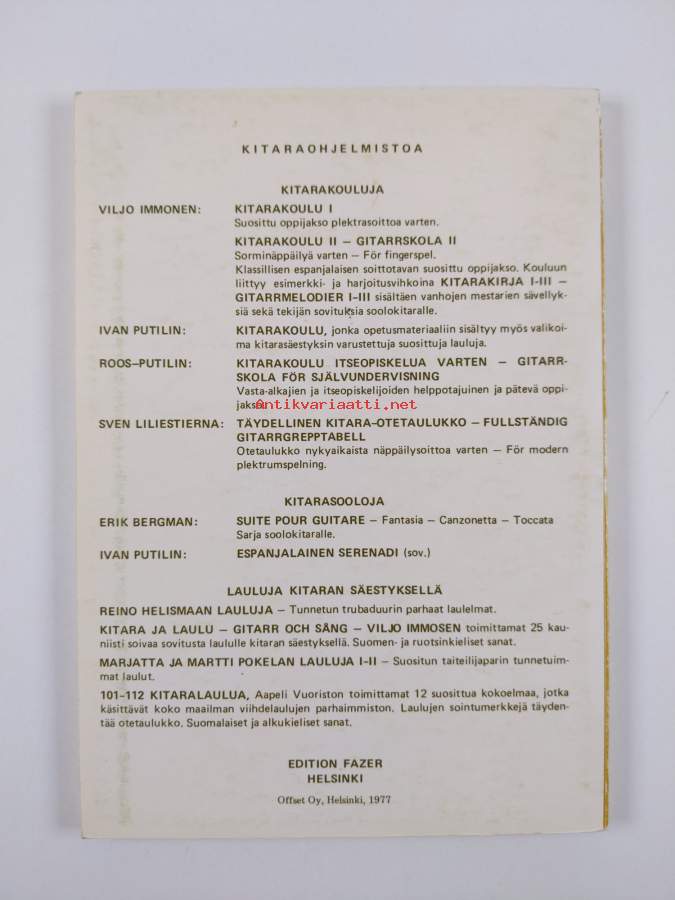 KITARAOHJELMISTOA
KITARAKOULUJA
VILJO IMMONEN: KITARAKOULU I
Suosittu oppijakso plektrasoittoa varten.
KITARAKOULU II – GITARRSKOLA II
Sorminäppäilyä varten – För fingerspel.
Klassillisen espanjalaisen soittotavan suosittu oppijakso. Kouluun
liittyy esimerkki- ja harjoitusvihkoina KITARAKIRJA I-III –
GITARRMELODIER I-III sisältäen vanhojen mestarien sävellyk-
siä sekä tekijän sovituksia soolokitaralle.
IVAN PUTILIN: KITARAKOULU, jonka opetusmateriaaliin sisältyy myös valikoi-
ma kitarasäestyksin varustettuja suosittuja lauluja.
ROOS–PUTILIN: KITARAKOULU ITSEOPISKELUA VARTEN – GITARR-
SKOLA FÖR SJÄLVUNDERVISNING
Vasta-alkajien ja itseopiskelijoiden helppotajuinen ja pätevä oppi-
jakso.
Antikvariaatti.net
SVEN LILIESTIERNA: TÄYDELLINEN KITARA–OTETAULUKKO – FULLSTÄNDIG
GITARRGREPPTABELL
Otetaulukko nykyaikaista näppäilysoittoa varten – För modern
plektrumspelning.
KITARASOOLOJA
ERIK BERGMAN: SUITE POUR GUITARE – Fantasia – Canzonetta – Toccata
Sarja soolokitaralle.
IVAN PUTILIN: ESPANJALAINEN SERENADI (sov.)
LAULUJA KITARAN SÄESTYKSELLÄ
REINO HELISMAAN LAULUJA – Tunnetun trubaduurin parhaat laulelmat.
KITARA JA LAULU – GITARR OCH SÅNG – VILJO IMMOSEN toimittamat 25 kau-
niisti soivaa sovitusta laululle kitaran säestyksellä. Suomen- ja ruotsinkieliset sanat.
MARJATTA JA MARTTI POKELAN LAULUJA I-II – Suositun taiteilijaparin tunnetuim-
mat laulut.
101–112 KITARALAULUA, Aapeli Vuoriston toimittamat 12 suosittua kokoelmaa, jotka
käsittävät koko maailman viihdelaulujen parhaimmiston. Laulujen sointumerkkejä täyden-
tää otetaulukko. Suomalaiset ja alkukieliset sanat.
EDITION FAZER
HELSINKI
Offset Oy, Helsinki, 1977